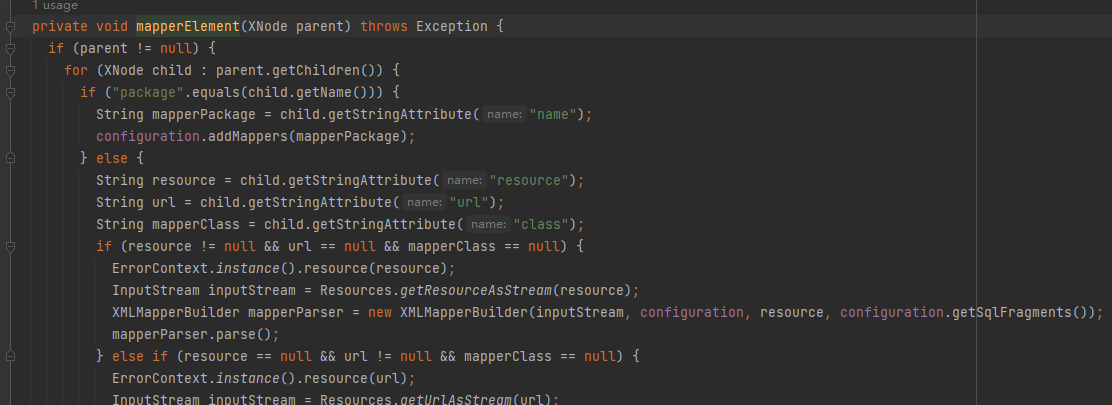 1 usage
private void mapperElement(XNode parent) throws Exception {
if (parent != null) {
for (XNode child : parent.getChildren()) {
if ("package".equals(child.getName())) {
String mapperPackage = child.getStringAttribute( name: "name");
configuration.addMappers(mapperPackage);
} else {
String resource = child.getStringAttribute( name: "resource");
String url = child.getStringAttribute( name: "url");
String mapperClass = child.getStringAttribute( name: "class");
if (resource != null && url == null && mapperClass == null) {
ErrorContext.instance().resource(resource);
InputStream inputStream = Resources.getResourceAsStream(resource);
XMLMapperBuilder mapperParser = new XMLMapperBuilder(inputStream, configuration, resource, configuration.getSqlFragments());
mapperParser.parse();
} else if (resource == null && url != null && mapperClass == null) {
ErrorContext.instance().resource(url);
InputStream inputStream = Resources.getUrlAsStream(url);